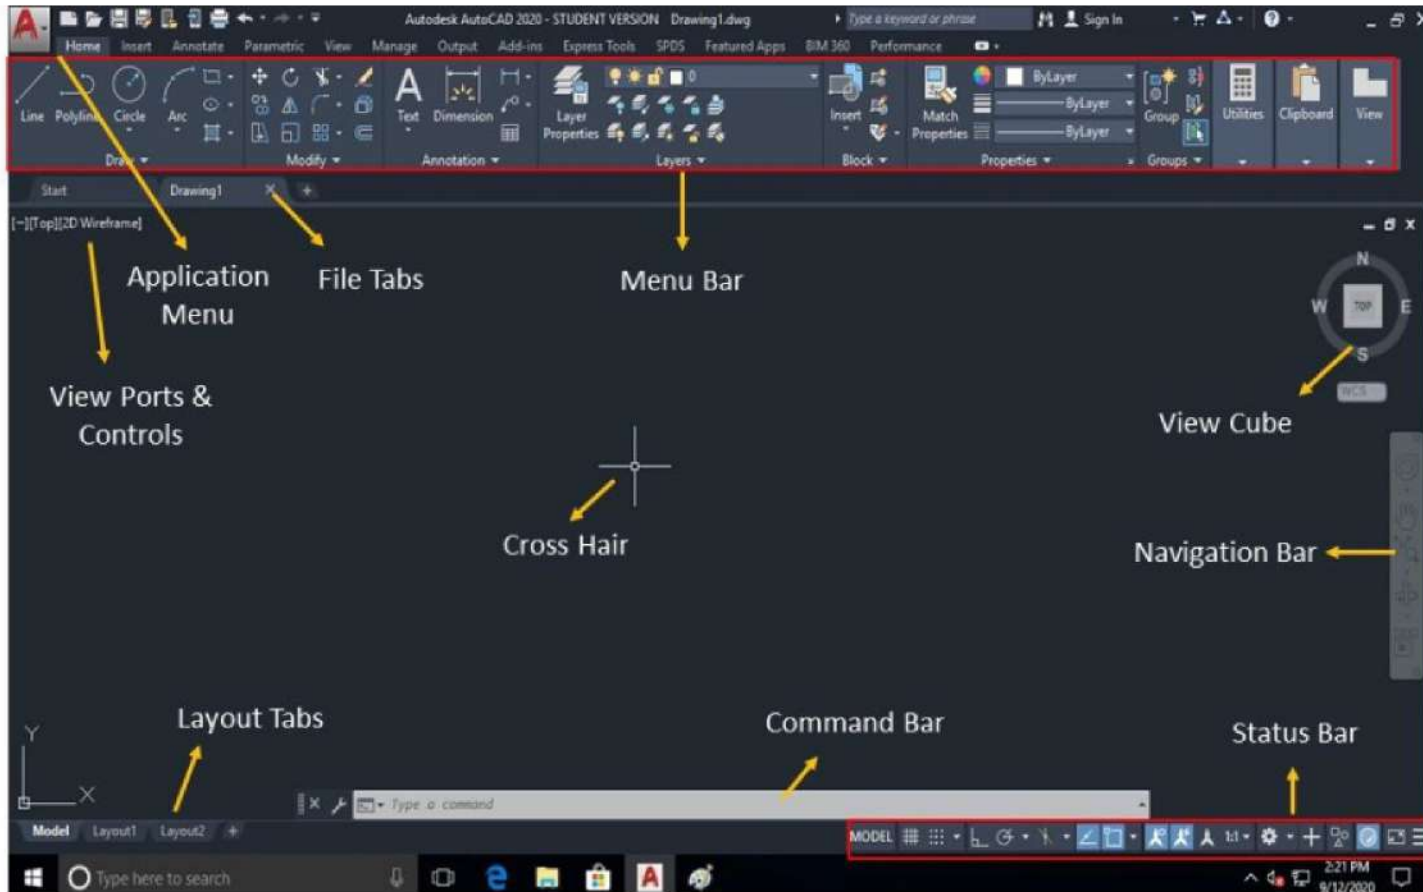 A
Autodesk AutoCAD 2020 - STUDENT VERSION Drawing1.dwg
Type a keyword or phrase
Sign In
Home Insert Annotate Parametric View Manage Output Add-ins Express Tools SPDS Featured Apps BIM 360 Performance
0
ByLayer
ByLayer
ByLayer
Line Polyline Circle Arc
A
Text Dimension
Layer Properties
Insert
Match Properties
Group
Utilities Clipboard View
Draw Modify Annotation Layers Block Properties Groups
Start Drawing1
[−][Top][2D Wireframe]
Application
Menu
File Tabs
Menu Bar
N
W TOP E
S
WCS
View Ports &
Controls
View Cube
Cross Hair
Navigation Bar
Layout Tabs
Command Bar
Status Bar
Y
X
Type a command
Model Layout1 Layout2 +
MODEL 1:1
Type here to search
A
2:21 PM
9/12/2020